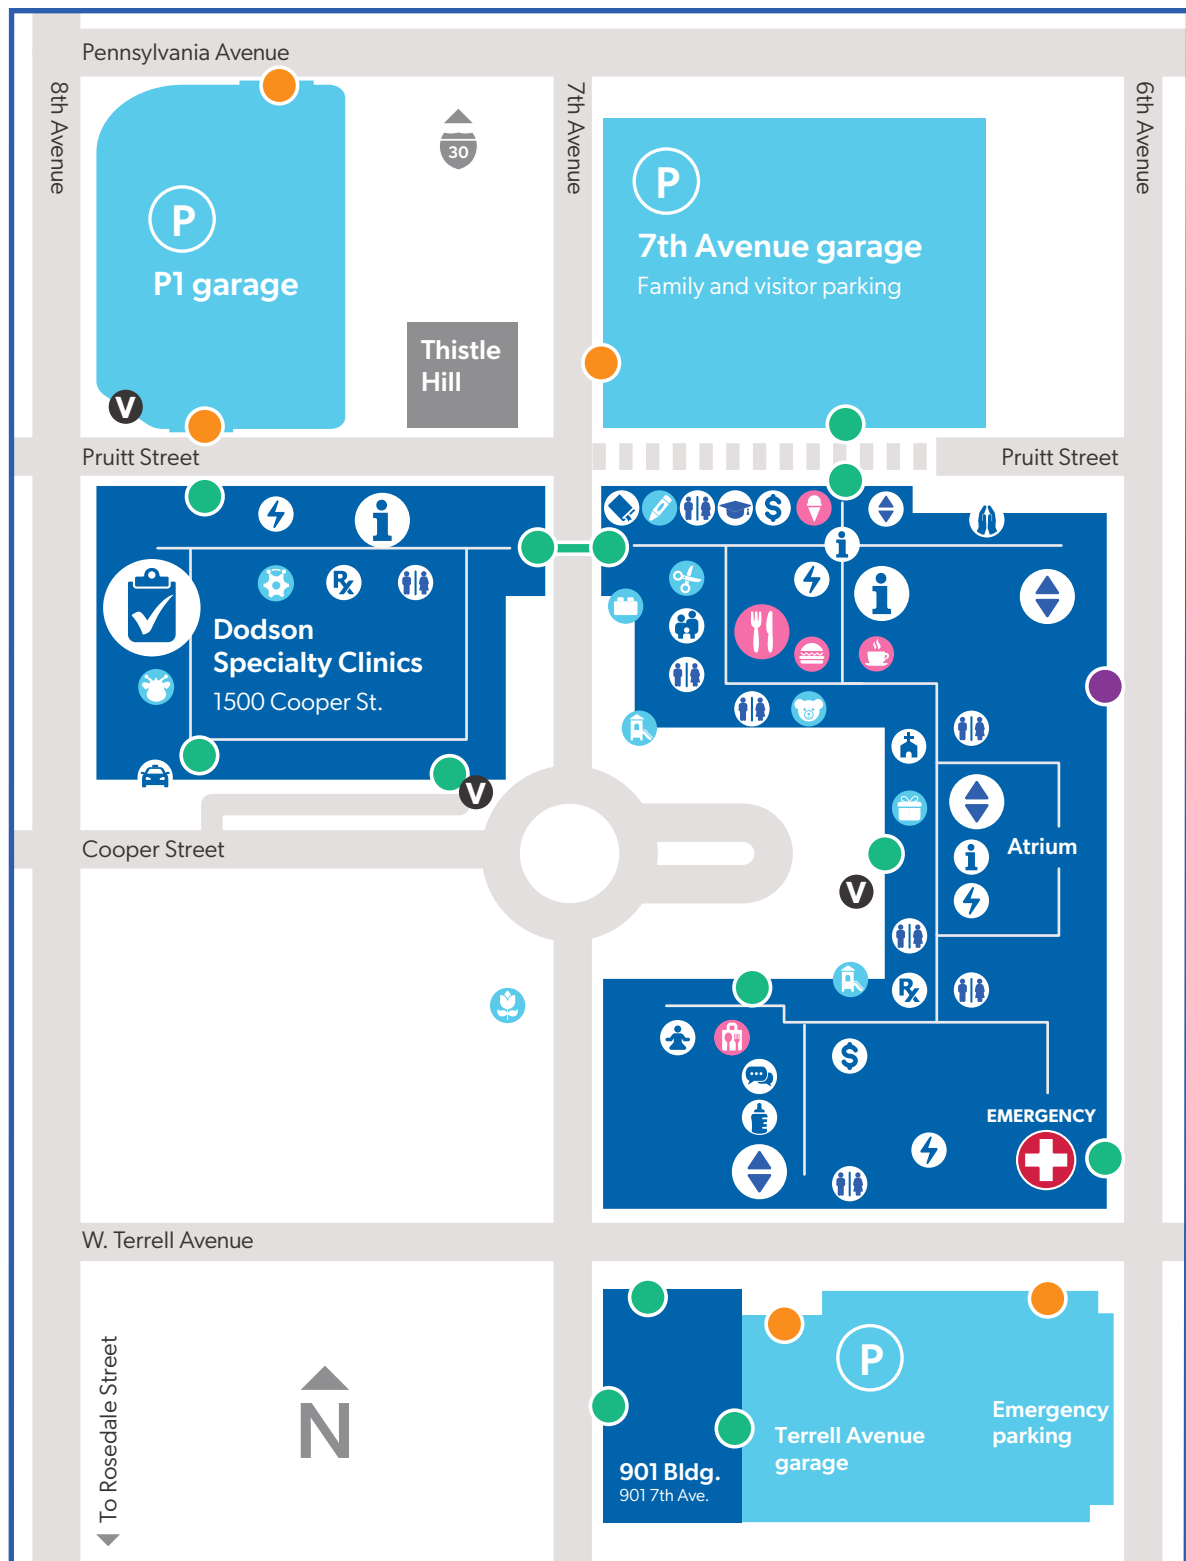 Pennsylvania Avenue
8th Avenue
7th Avenue
6th Avenue
30
P
P1 garage
P
7th Avenue garage
Family and visitor parking
Thistle
Hill
V
Pruitt Street
Pruitt Street
$
i
i
i
Rx
Dodson
Specialty Clinics
1500 Cooper St.
V
Cooper Street
i
Atrium
V
Rx
$
EMERGENCY
W. Terrell Avenue
To Rosedale Street
N
P
Emergency
parking
Terrell Avenue
garage
901 Bldg.
901 7th Ave.